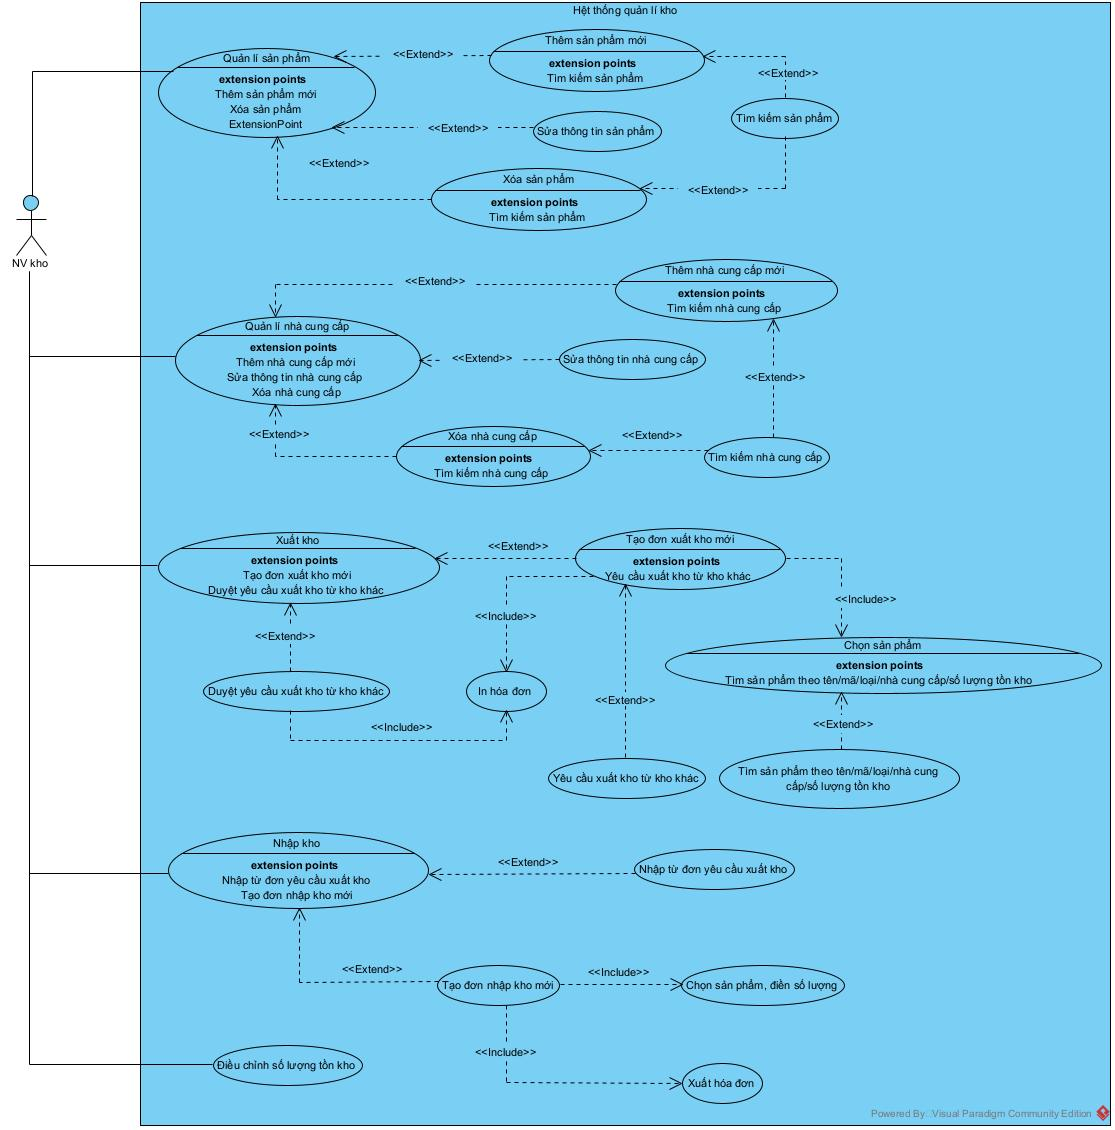 Hệt thống quản lí kho
Quản lí sản phẩm
extension points
Thêm sản phẩm mới
Xóa sản phẩm
ExtensionPoint
<<Extend>>
Thêm sản phẩm mới
extension points
Tìm kiếm sản phẩm
<<Extend>>
Tìm kiếm sản phẩm
<<Extend>>
Sửa thông tin sản phẩm
<<Extend>>
Xóa sản phẩm
extension points
Tìm kiếm sản phẩm
<<Extend>>
NV kho
<<Extend>>
Thêm nhà cung cấp mới
extension points
Tìm kiếm nhà cung cấp
Quản lí nhà cung cấp
extension points
Thêm nhà cung cấp mới
Sửa thông tin nhà cung cấp
Xóa nhà cung cấp
<<Extend>>
Sửa thông tin nhà cung cấp
<<Extend>>
<<Extend>>
Xóa nhà cung cấp
extension points
Tìm kiếm nhà cung cấp
<<Extend>>
Tìm kiếm nhà cung cấp
Xuất kho
extension points
Tạo đơn xuất kho mới
Duyệt yêu cầu xuất kho từ kho khác
<<Extend>>
Tạo đơn xuất kho mới
extension points
Yêu cầu xuất kho từ kho khác
<<Include>>
<<Include>>
<<Extend>>
Chọn sản phẩm
extension points
Tìm sản phẩm theo tên/mã/loại/nhà cung cấp/số lượng tồn kho
Duyệt yêu cầu xuất kho từ kho khác
In hóa đơn
<<Extend>>
<<Include>>
<<Extend>>
Yêu cầu xuất kho từ kho khác
Tìm sản phẩm theo tên/mã/loại/nhà cung
cấp/số lượng tồn kho
Nhập kho
extension points
Nhập từ đơn yêu cầu xuất kho
Tạo đơn nhập kho mới
<<Extend>>
Nhập từ đơn yêu cầu xuất kho
<<Extend>>
Tạo đơn nhập kho mới
<<Include>>
Chọn sản phẩm, điền số lượng
<<Include>>
Điều chỉnh số lượng tồn kho
Xuất hóa đơn
Powered By: Visual Paradigm Community Edition